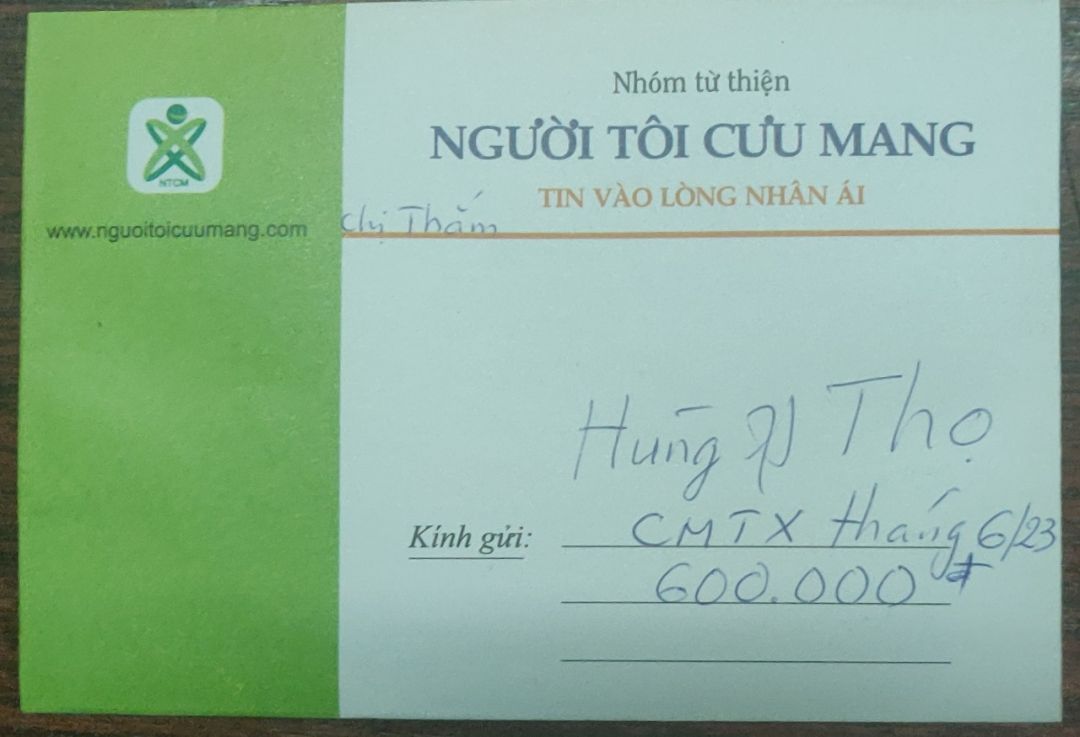 Nhóm từ thiện
NGƯỜI TÔI CƯU MANG
TIN VÀO LÒNG NHÂN ÁI
NTCM
www.nguoitoicuumang.com
Chị Thắm
Hùng Thọ
Kính gửi: CMTX tháng 6/23
600.000đ